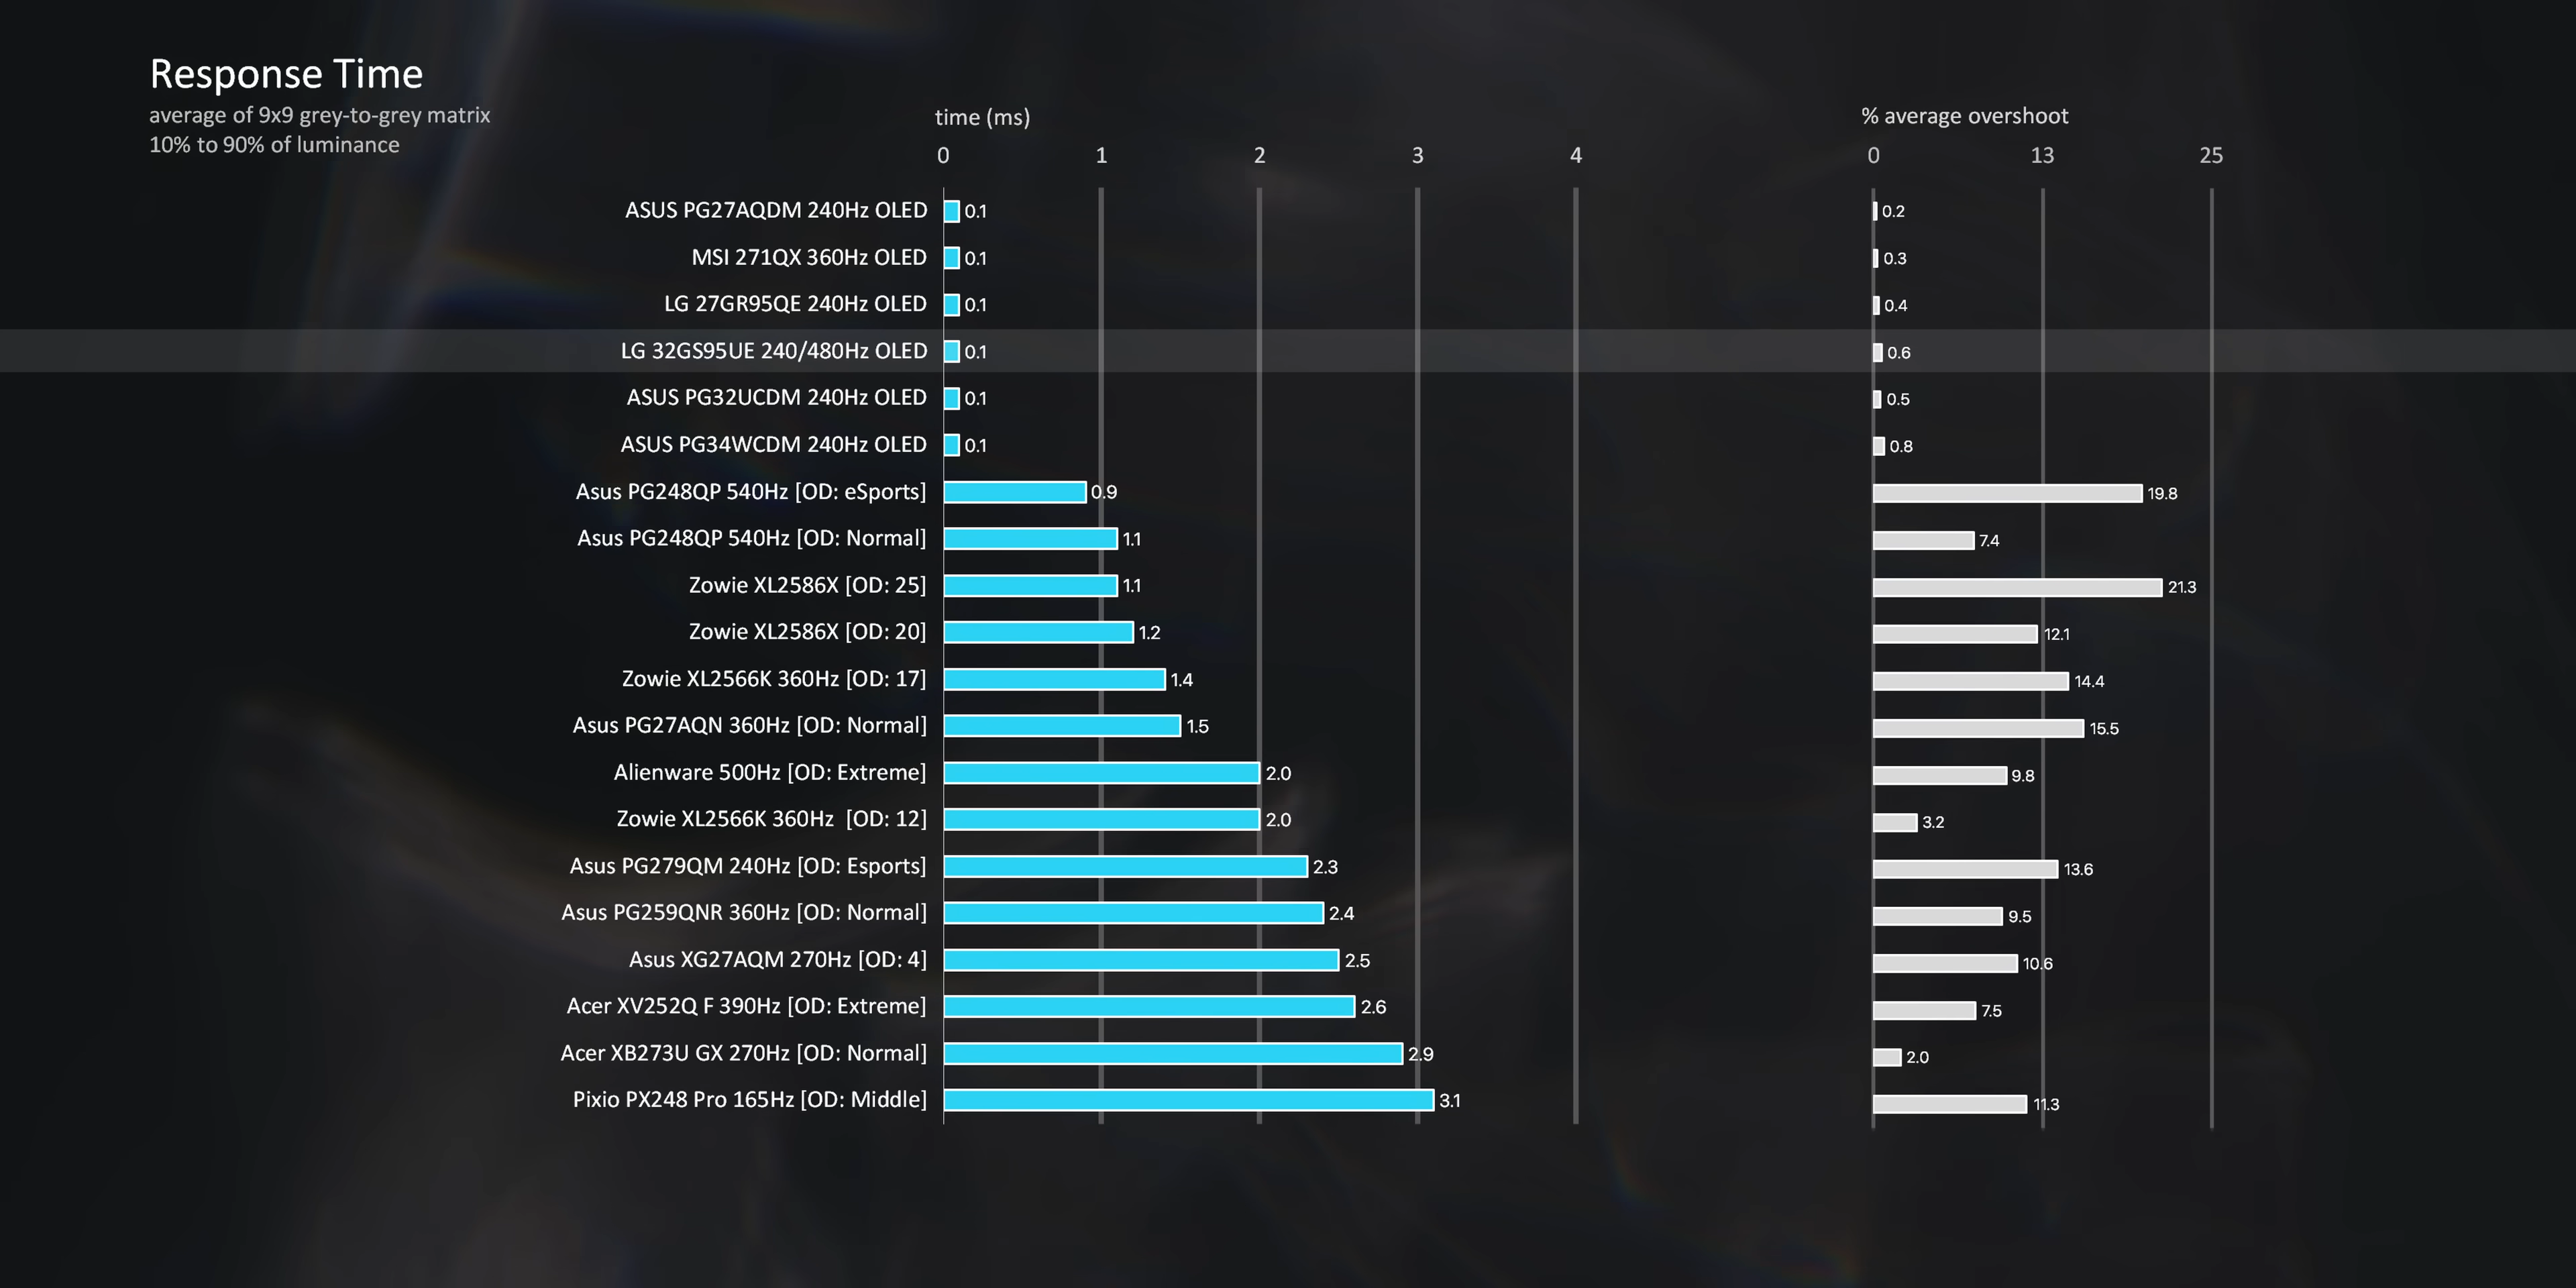 Response Time
average of 9x9 grey-to-grey matrix
10% to 90% of luminance
time (ms)
% average overshoot
0 1 2 3 4
0 13 25
ASUS PG27AQDM 240Hz OLED 0.1 0.2
MSI 271QX 360Hz OLED 0.1 0.3
LG 27GR95QE 240Hz OLED 0.1 0.4
LG 32GS95UE 240/480Hz OLED 0.1 0.6
ASUS PG32UCDM 240Hz OLED 0.1 0.5
ASUS PG34WCDM 240Hz OLED 0.1 0.8
Asus PG248QP 540Hz [OD: eSports] 0.9 19.8
Asus PG248QP 540Hz [OD: Normal] 1.1 7.4
Zowie XL2586X [OD: 25] 1.1 21.3
Zowie XL2586X [OD: 20] 1.2 12.1
Zowie XL2566K 360Hz [OD: 17] 1.4 14.4
Asus PG27AQN 360Hz [OD: Normal] 1.5 15.5
Alienware 500Hz [OD: Extreme] 2.0 9.8
Zowie XL2566K 360Hz  [OD: 12] 2.0 3.2
Asus PG279QM 240Hz [OD: Esports] 2.3 13.6
Asus PG259QNR 360Hz [OD: Normal] 2.4 9.5
Asus XG27AQM 270Hz [OD: 4] 2.5 10.6
Acer XV252Q F 390Hz [OD: Extreme] 2.6 7.5
Acer XB273U GX 270Hz [OD: Normal] 2.9 2.0
Pixio PX248 Pro 165Hz [OD: Middle] 3.1 11.3